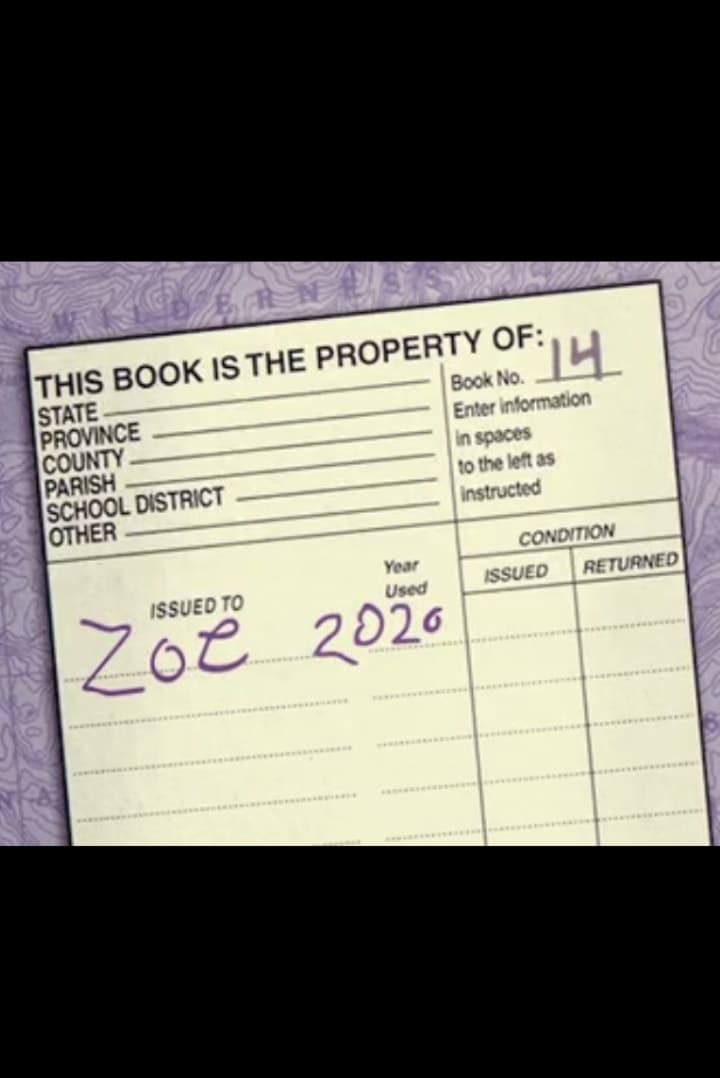 WILDERNESS
THIS BOOK IS THE PROPERTY OF:
STATE
PROVINCE
COUNTY
PARISH
SCHOOL DISTRICT
OTHER
Book No. 14
Enter information
in spaces
to the left as
instructed
ISSUED TO
Year
Used
CONDITION
ISSUED
RETURNED
Zoe 2020